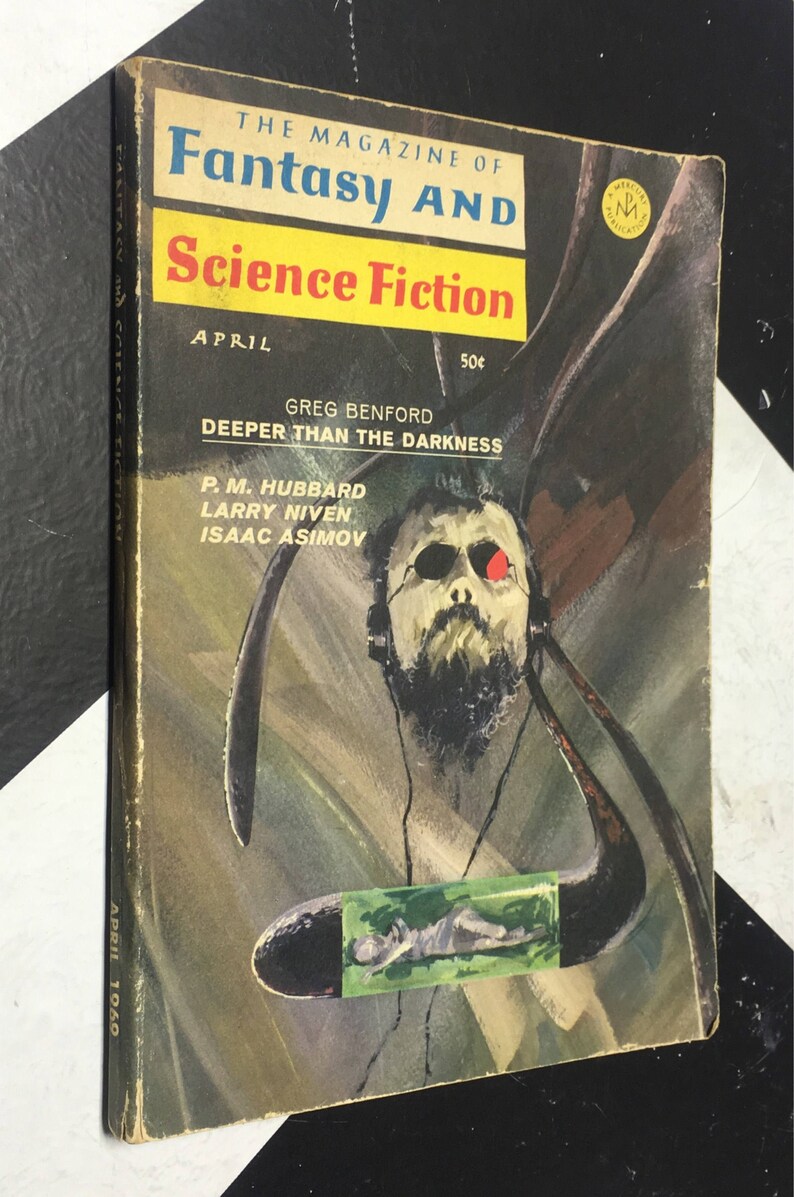 THE MAGAZINE OF
Fantasy AND
Science Fiction
A MERCURY
PUBLICATION
APRIL
50¢
GREG BENFORD
DEEPER THAN THE DARKNESS
P. M. HUBBARD
LARRY NIVEN
ISAAC ASIMOV
FANTASY AND SCIENCE FICTION
APRIL 1969